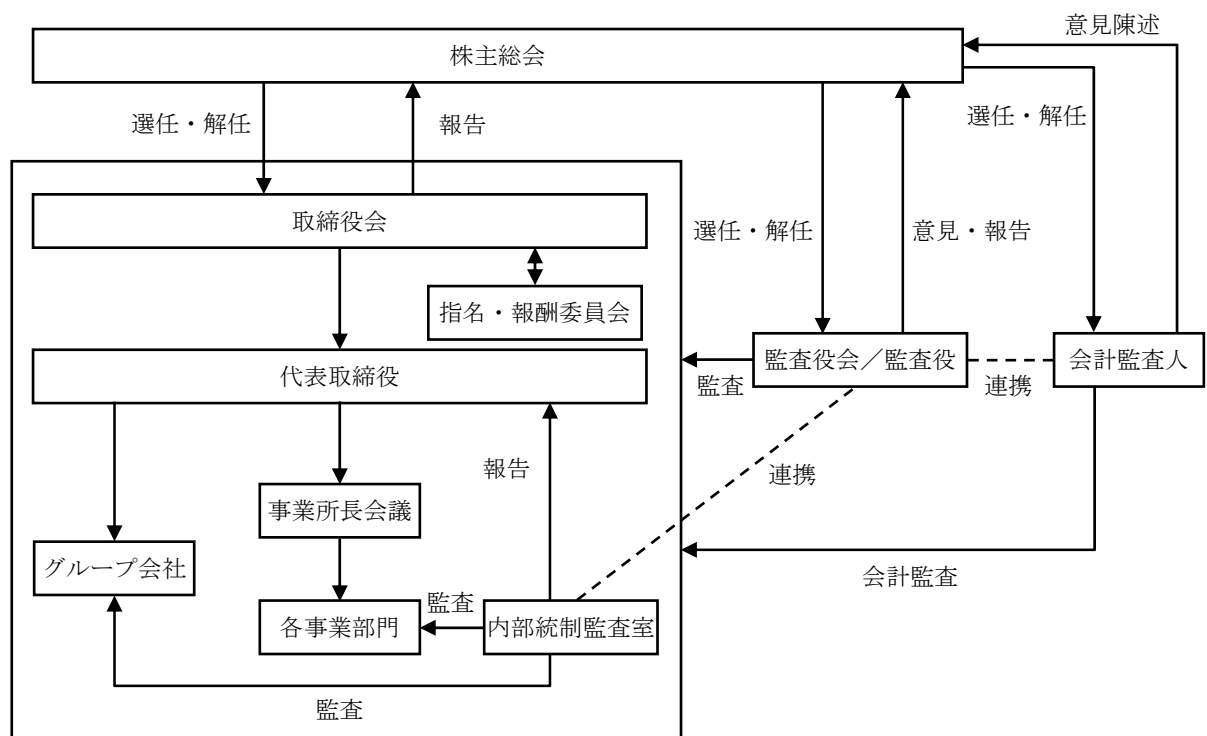 意見陳述
株主総会
選任・解任
報告
選任・解任
取締役会
選任・解任
意見・報告
指名・報酬委員会
代表取締役
監査
監査役会／監査役
連携
会計監査人
報告
連携
事業所長会議
グループ会社
会計監査
各事業部門
監査
内部統制監査室
監査